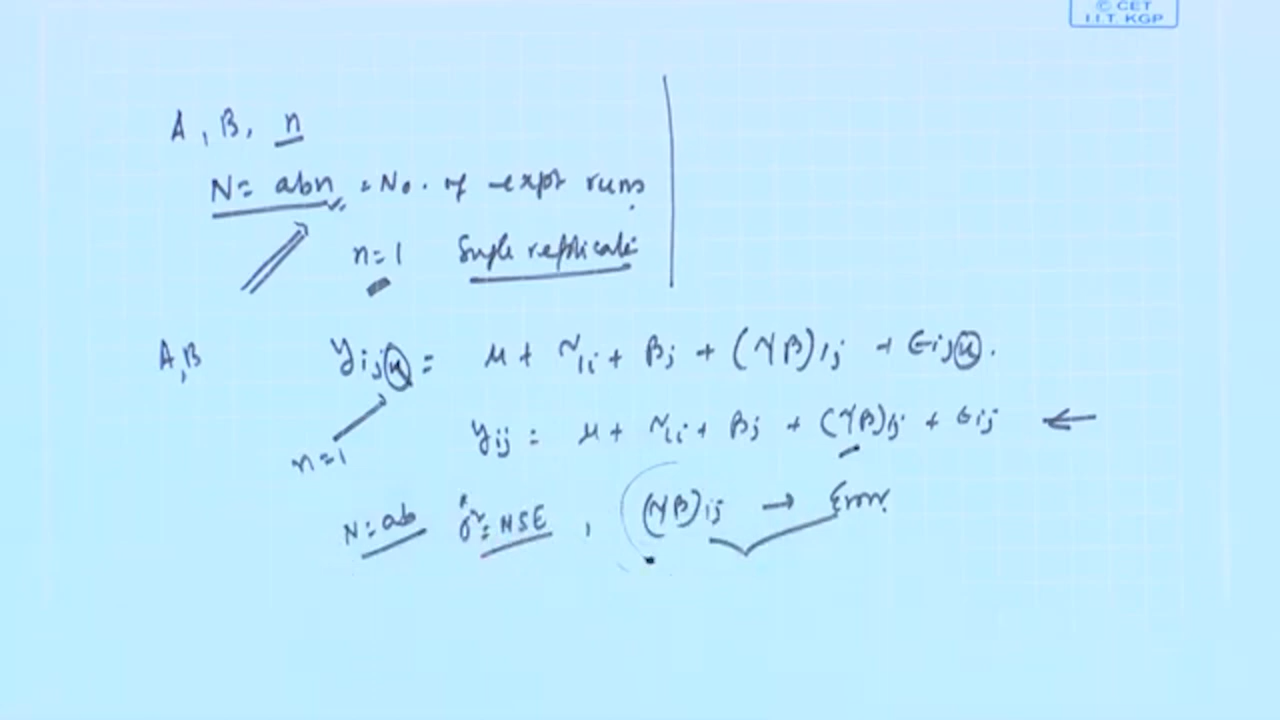 © CET
I.I.T. KGP
A, B, n
N = abn = No. of expt runs
n=1 Single replicate
A,B yijk = μ + τi + βj + (τβ)ij + εijk.
n=1
yij = μ + τi + βj + (τβ)ij + εij ←
N=ab σ̂²=MSE, (τβ)ij → Error.